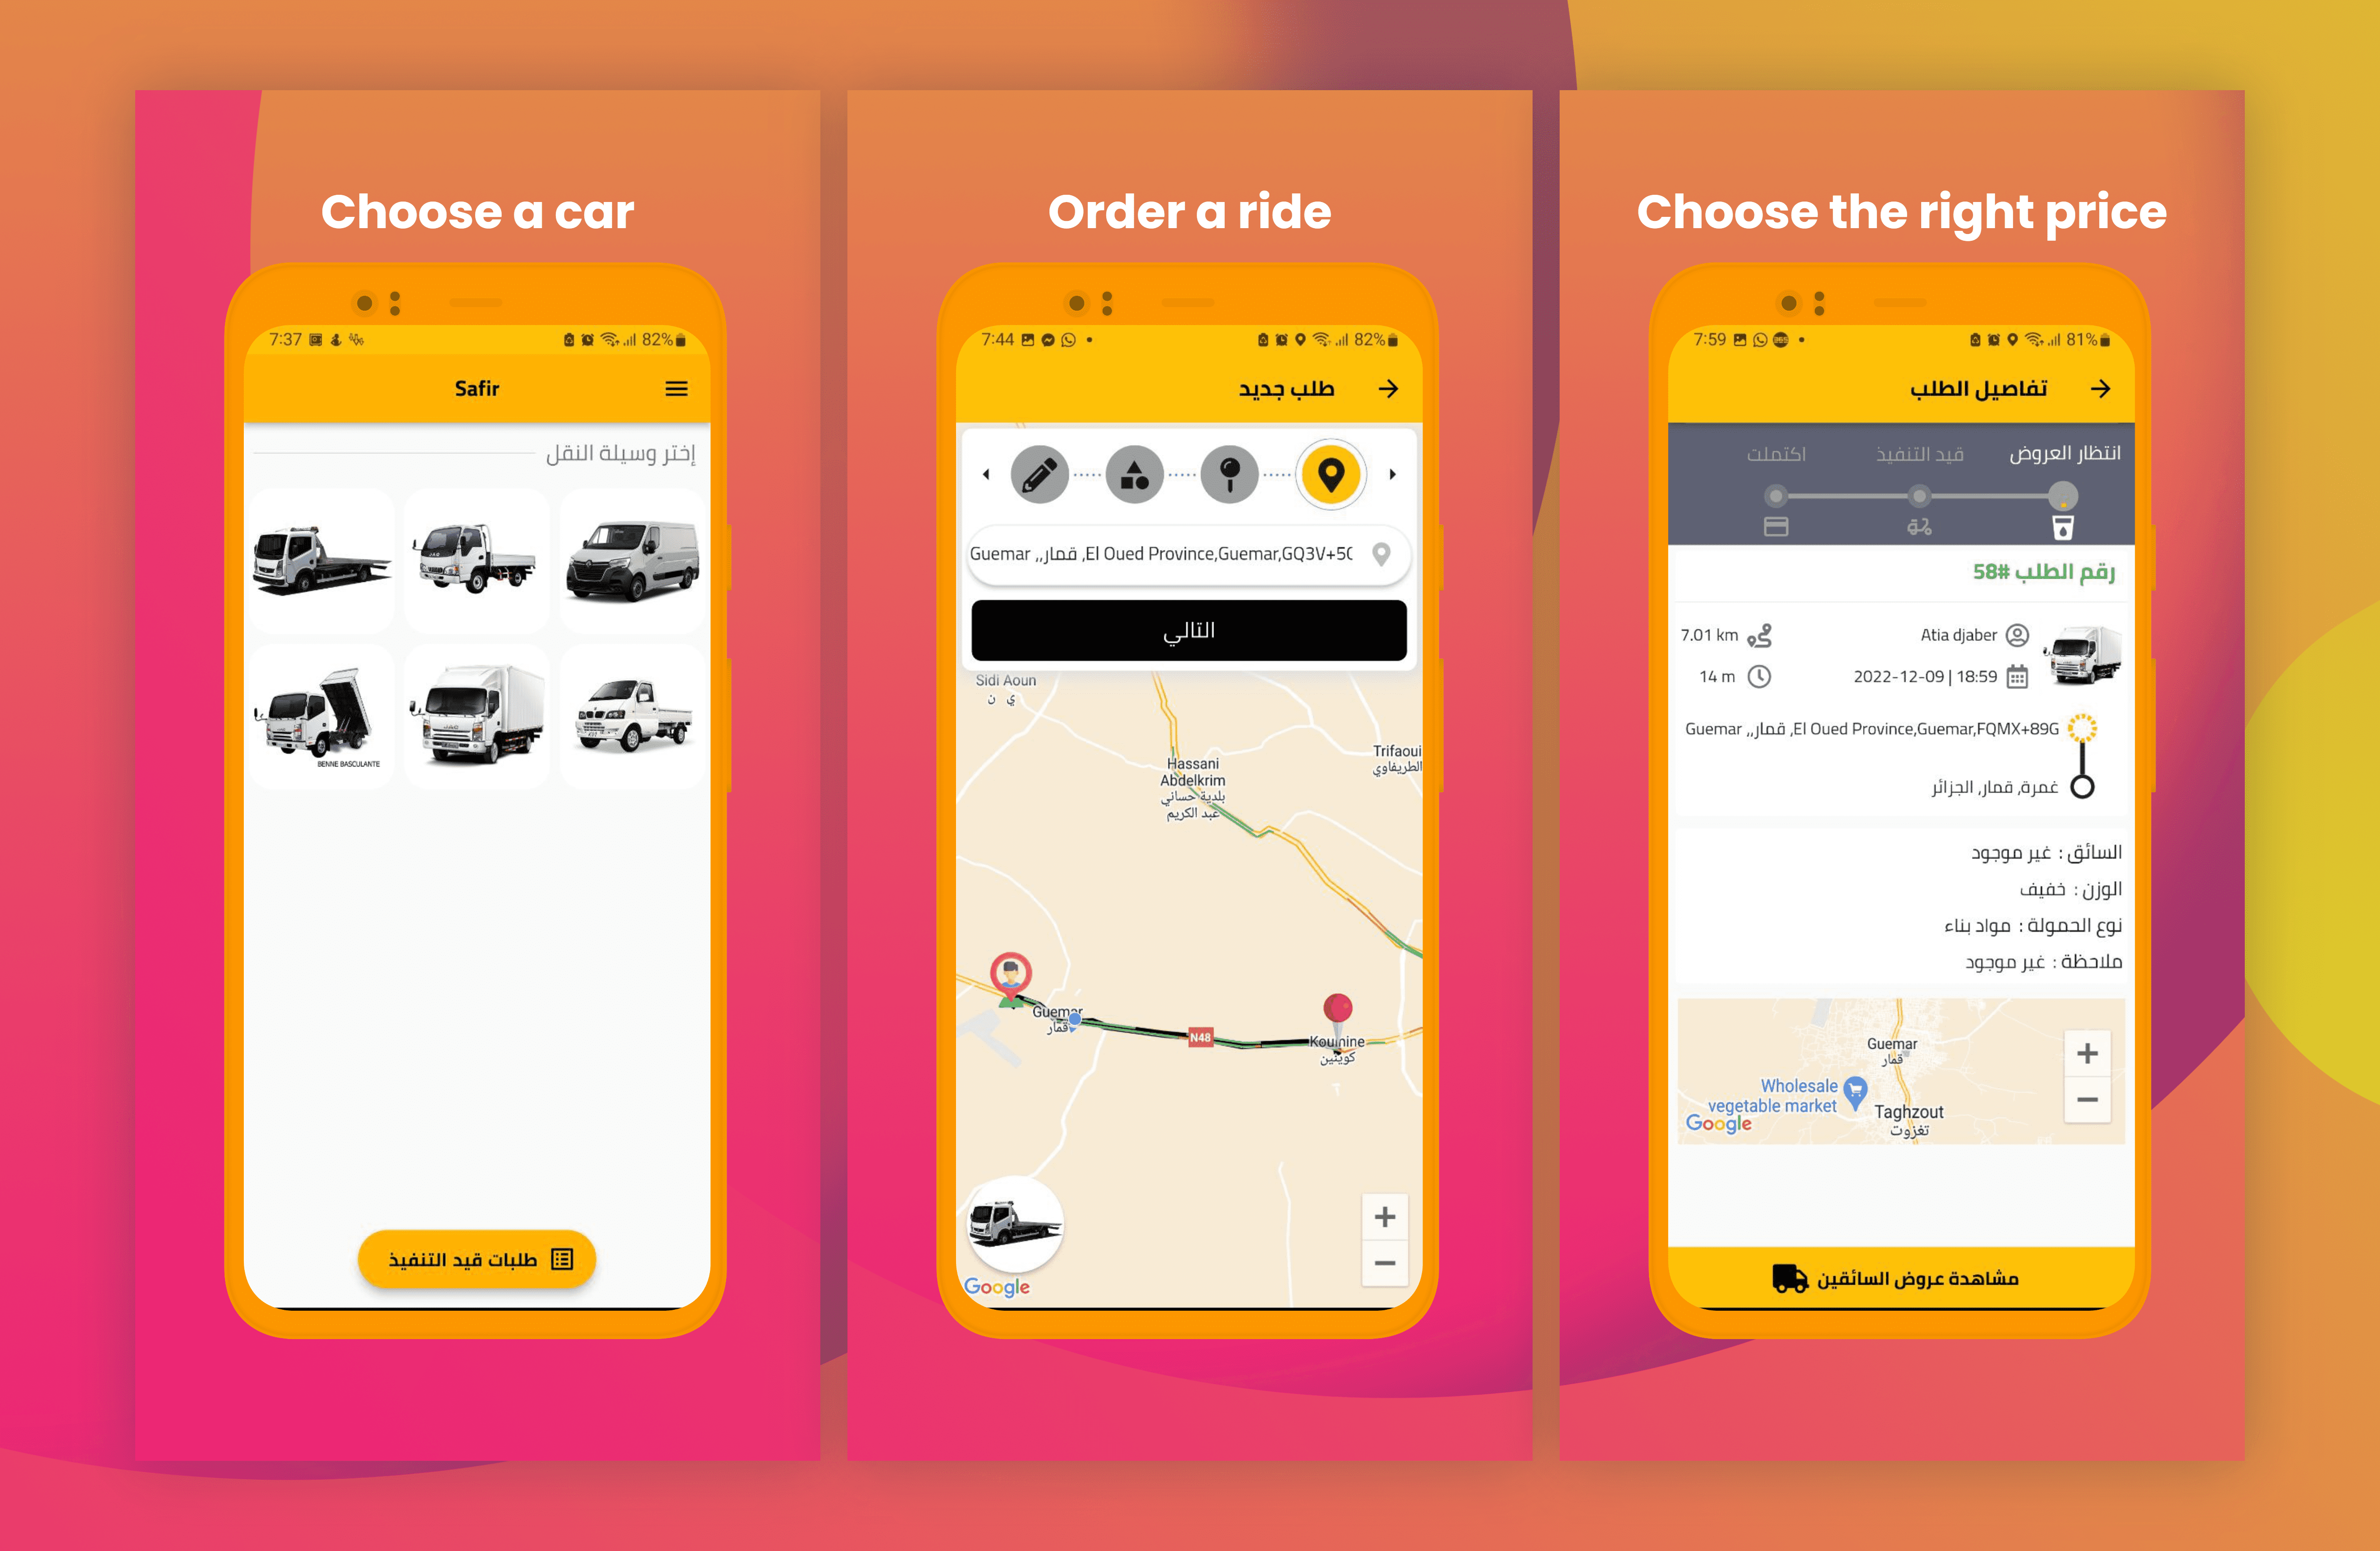 Choose a car
7:37
82%
Safir
إختر وسيلة النقل
JAC
BENNE BASCULANTE
JAC
طلبات قيد التنفيذ
Order a ride
7:44
82%
طلب جديد
Guemar ,,قمار ,El Oued Province,Guemar,GQ3V+5C
التالي
Sidi Aoun
ي ن
Trifaoui
الطريفاوي
Hassani
Abdelkrim
بلدية حساني
عبد الكريم
Guemar
قمار
N48
Kouinine
كوينين
Google
Choose the right price
7:59
81%
تفاصيل الطلب
انتظار العروض
قيد التنفيذ
اكتملت
رقم الطلب #58
Atia djaber
7.01 km
2022-12-09 | 18:59
14 m
Guemar ,,قمار ,El Oued Province,Guemar,FQMX+89G
غمرة, قمار, الجزائر
السائق : غير موجود
الوزن : خفيف
نوع الحمولة : مواد بناء
ملاحظة : غير موجود
Guemar
قمار
Wholesale
vegetable market
Taghzout
تغزوت
Google
مشاهدة عروض السائقين